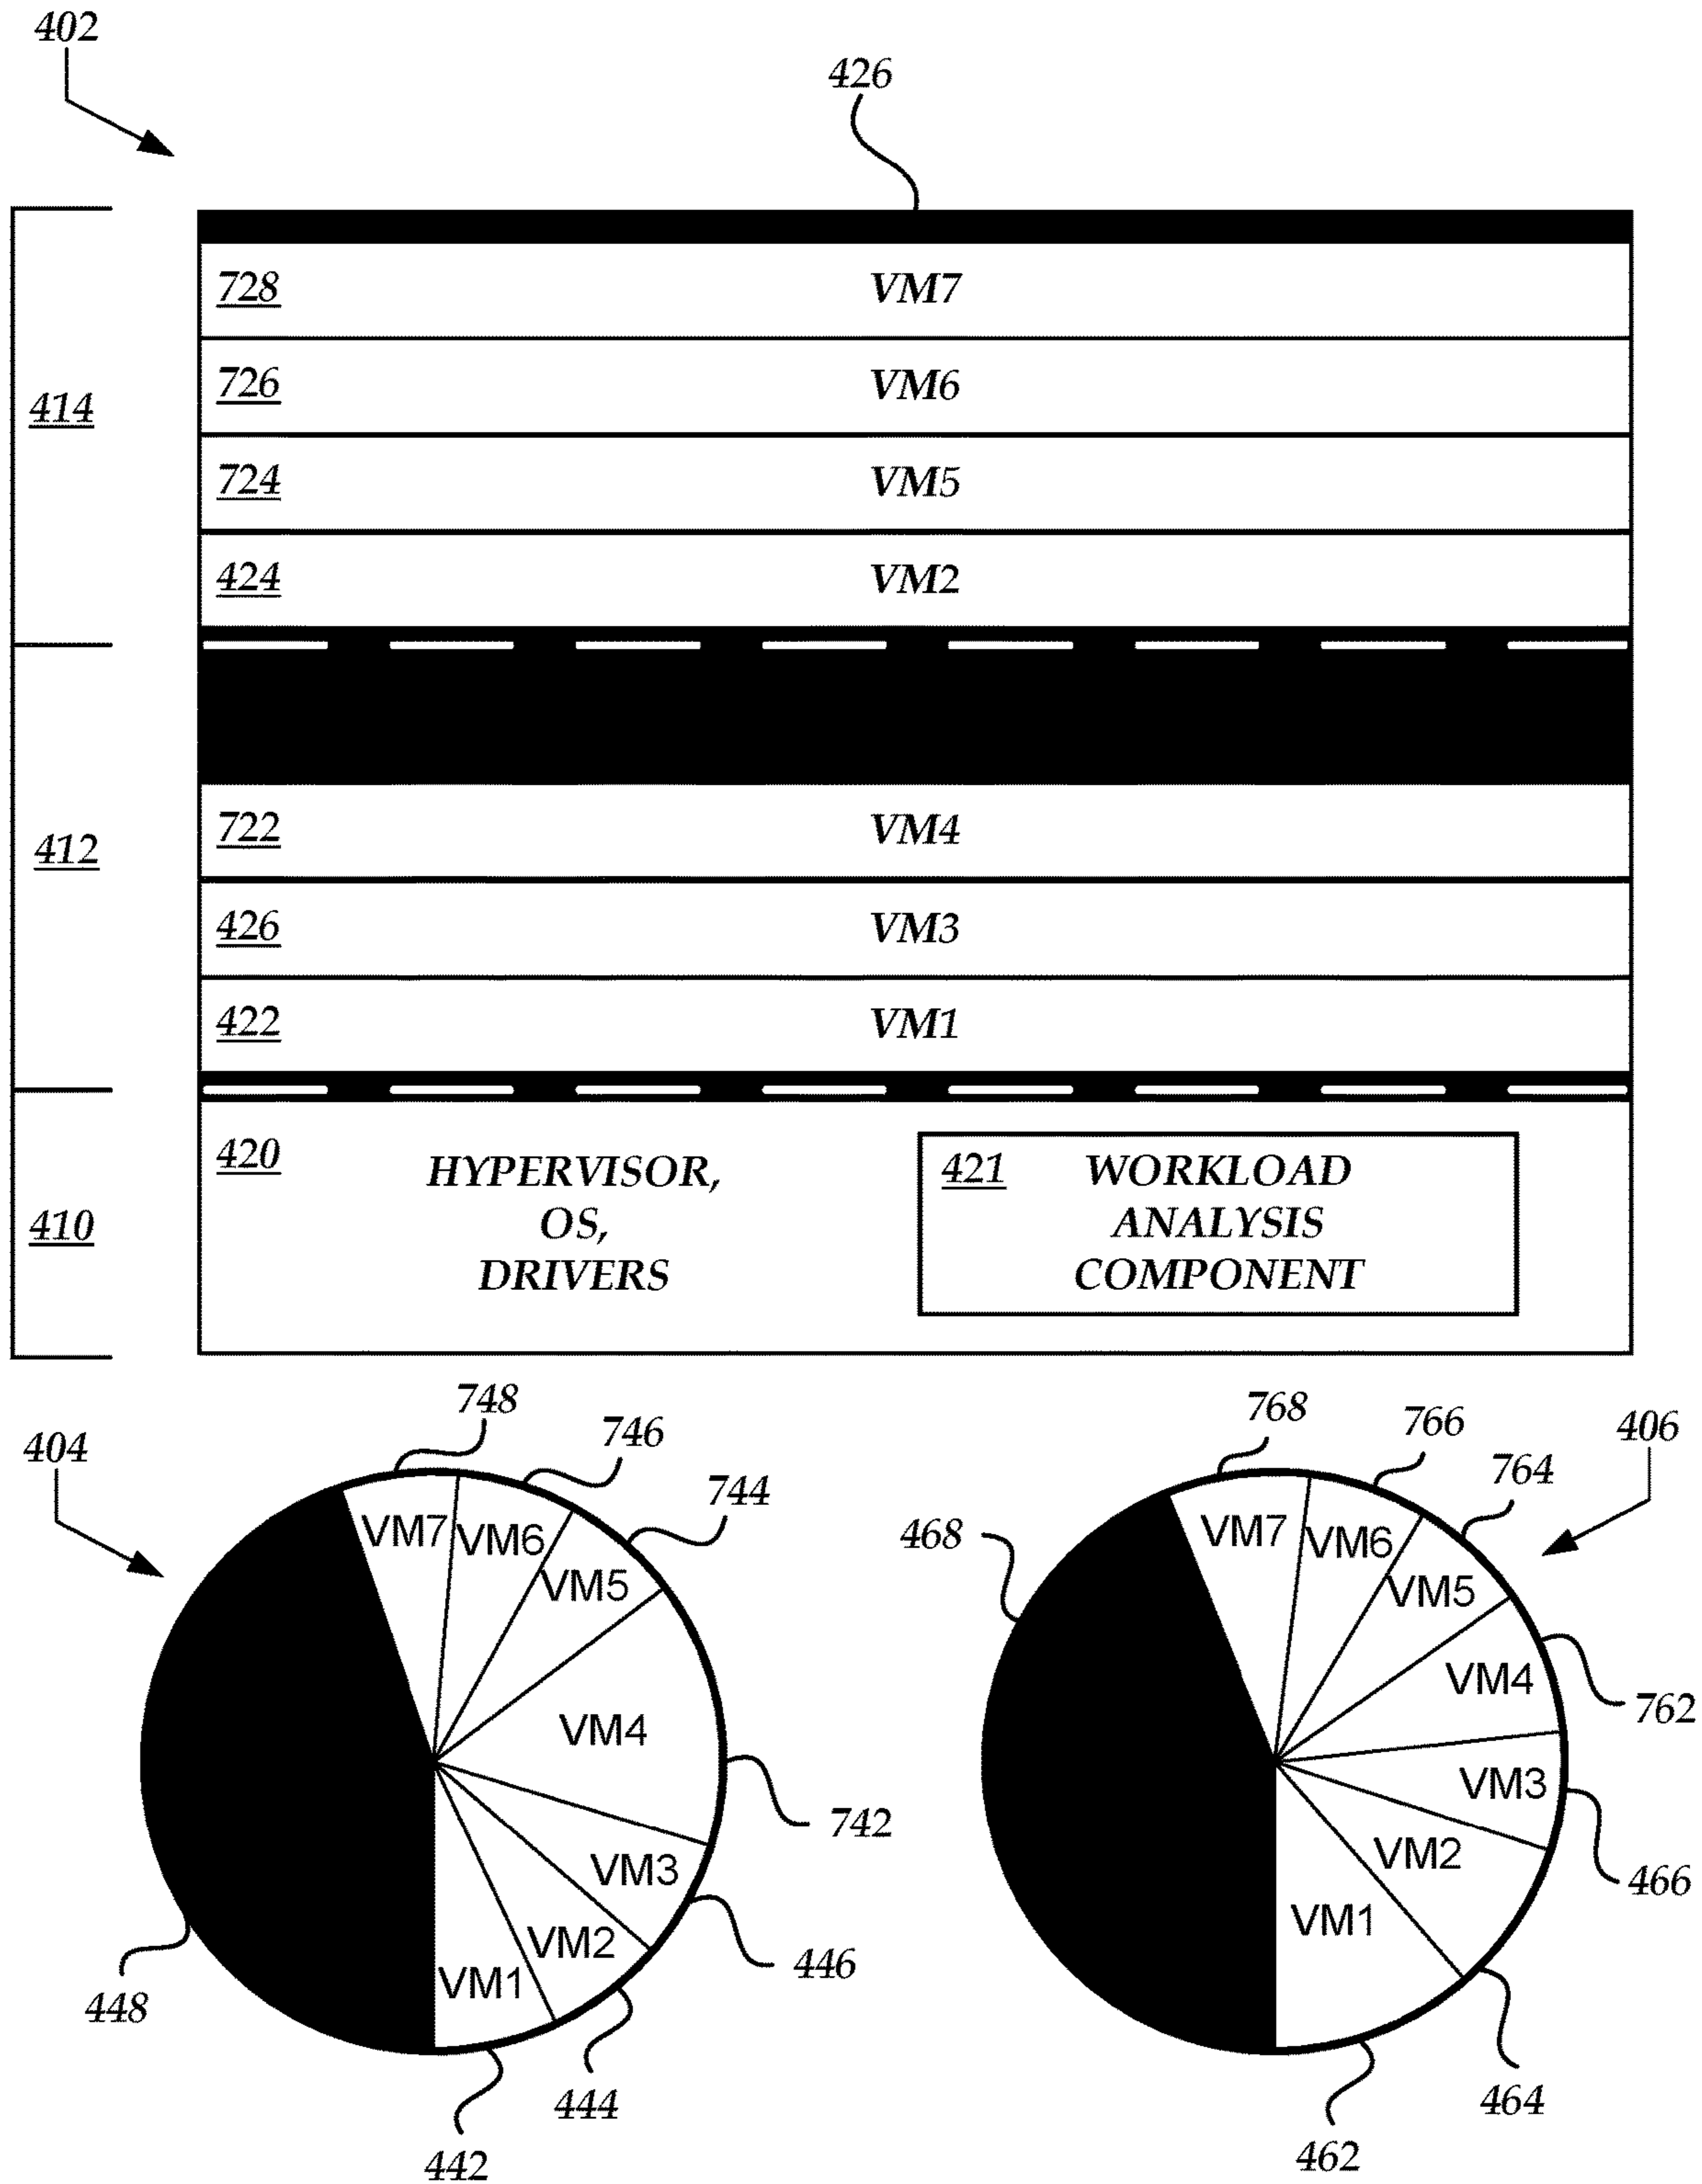 402
426
728 VM7
726 VM6
414
724 VM5
424 VM2
722 VM4
412
426 VM3
422 VM1
420 HYPERVISOR,
OS,
DRIVERS
421 WORKLOAD
ANALYSIS
COMPONENT
410
404
748
746
744
VM7
VM6
VM5
VM4
742
VM3
446
VM2
VM1
444
442
448
406
768
766
764
468
VM7
VM6
VM5
VM4
762
VM3
466
VM2
VM1
464
462